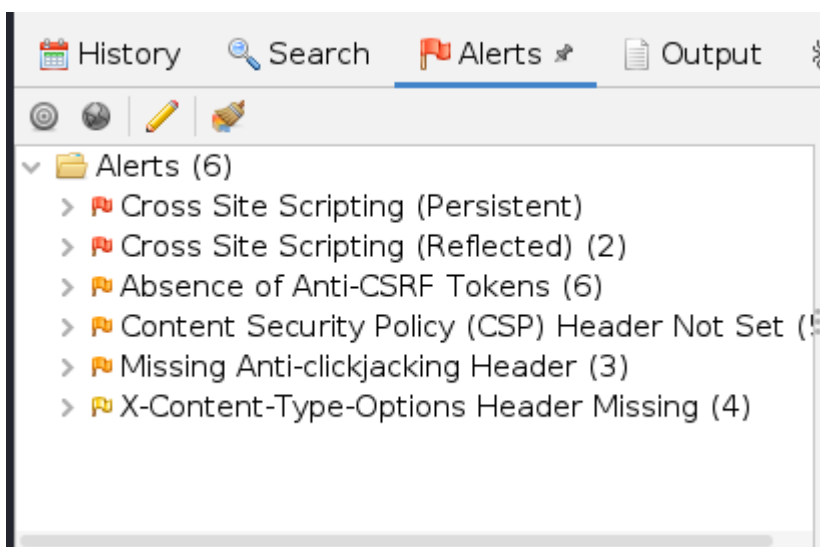 History Search Alerts Output
Alerts (6)
Cross Site Scripting (Persistent)
Cross Site Scripting (Reflected) (2)
Absence of Anti-CSRF Tokens (6)
Content Security Policy (CSP) Header Not Set (
Missing Anti-clickjacking Header (3)
X-Content-Type-Options Header Missing (4)